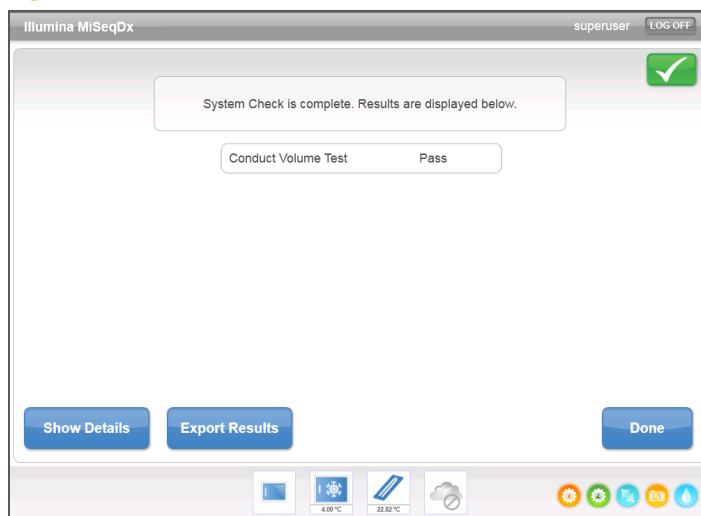 Illumina MiSeqDx
superuser LOG OFF
System Check is complete. Results are displayed below.
Conduct Volume Test Pass
Show Details Export Results Done
4.00 °C 22.82 °C